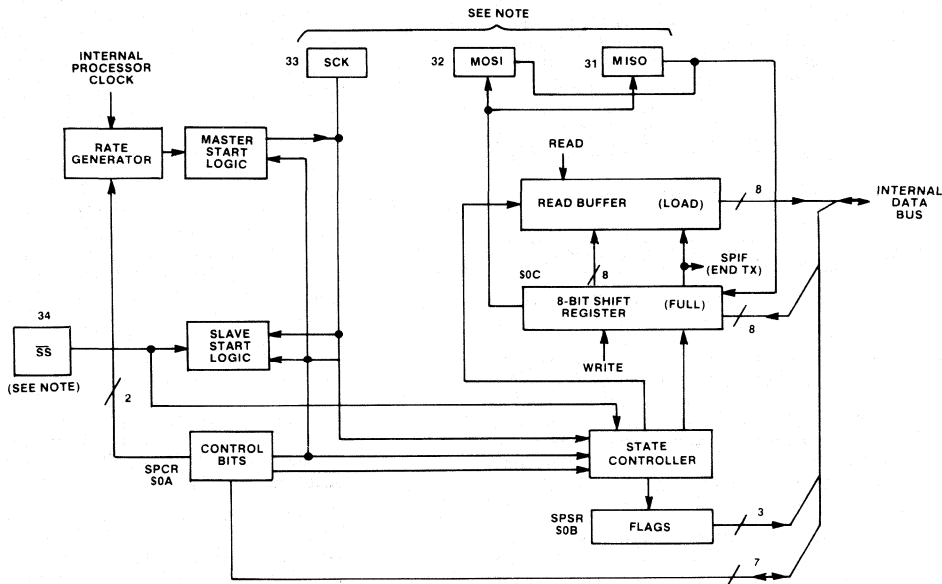 SEE NOTE
INTERNAL
PROCESSOR
CLOCK
33
SCK
32
MOSI
31
MISO
RATE
GENERATOR
MASTER
START
LOGIC
READ
READ BUFFER (LOAD)
8
INTERNAL
DATA
BUS
8
SPIF
(END TX)
$0C
8-BIT SHIFT
REGISTER
(FULL)
8
WRITE
34
SS
(SEE NOTE)
SLAVE
START
LOGIC
2
SPCR
$0A
CONTROL
BITS
STATE
CONTROLLER
SPSR
$0B
FLAGS
3
7